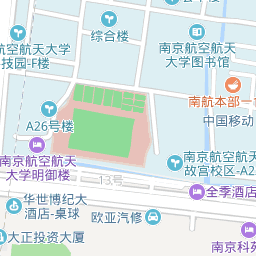 综合楼
航空航天大学
技园-F楼
南京航空航天
大学图书馆
南航本部一
中国移动
A26号楼
南京航空航天
大学明御楼
南京航空航天
故宫校区-A2
13号
全季酒店
华世博纪大
酒店-桌球
欧亚汽修
大正投资大厦
南京科苑